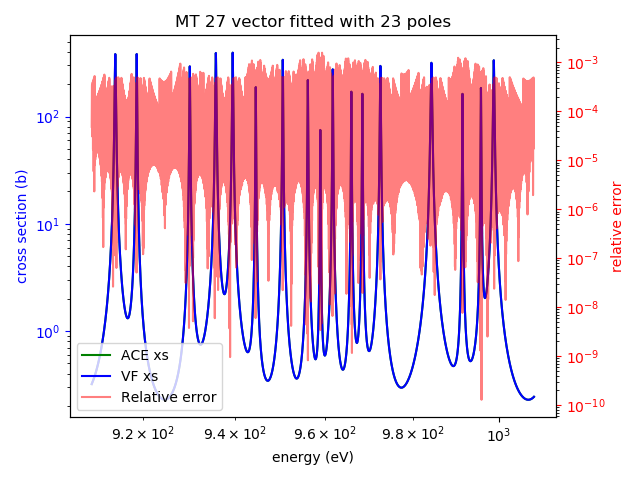 MT 27 vector fitted with 23 poles
cross section (b)
10²
10¹
10⁰
10⁻³
10⁻⁴
10⁻⁵
10⁻⁶
10⁻⁷
10⁻⁸
10⁻⁹
10⁻¹⁰
relative error
ACE xs
VF xs
Relative error
9.2 × 10² 9.4 × 10² 9.6 × 10² 9.8 × 10² 10³
energy (eV)